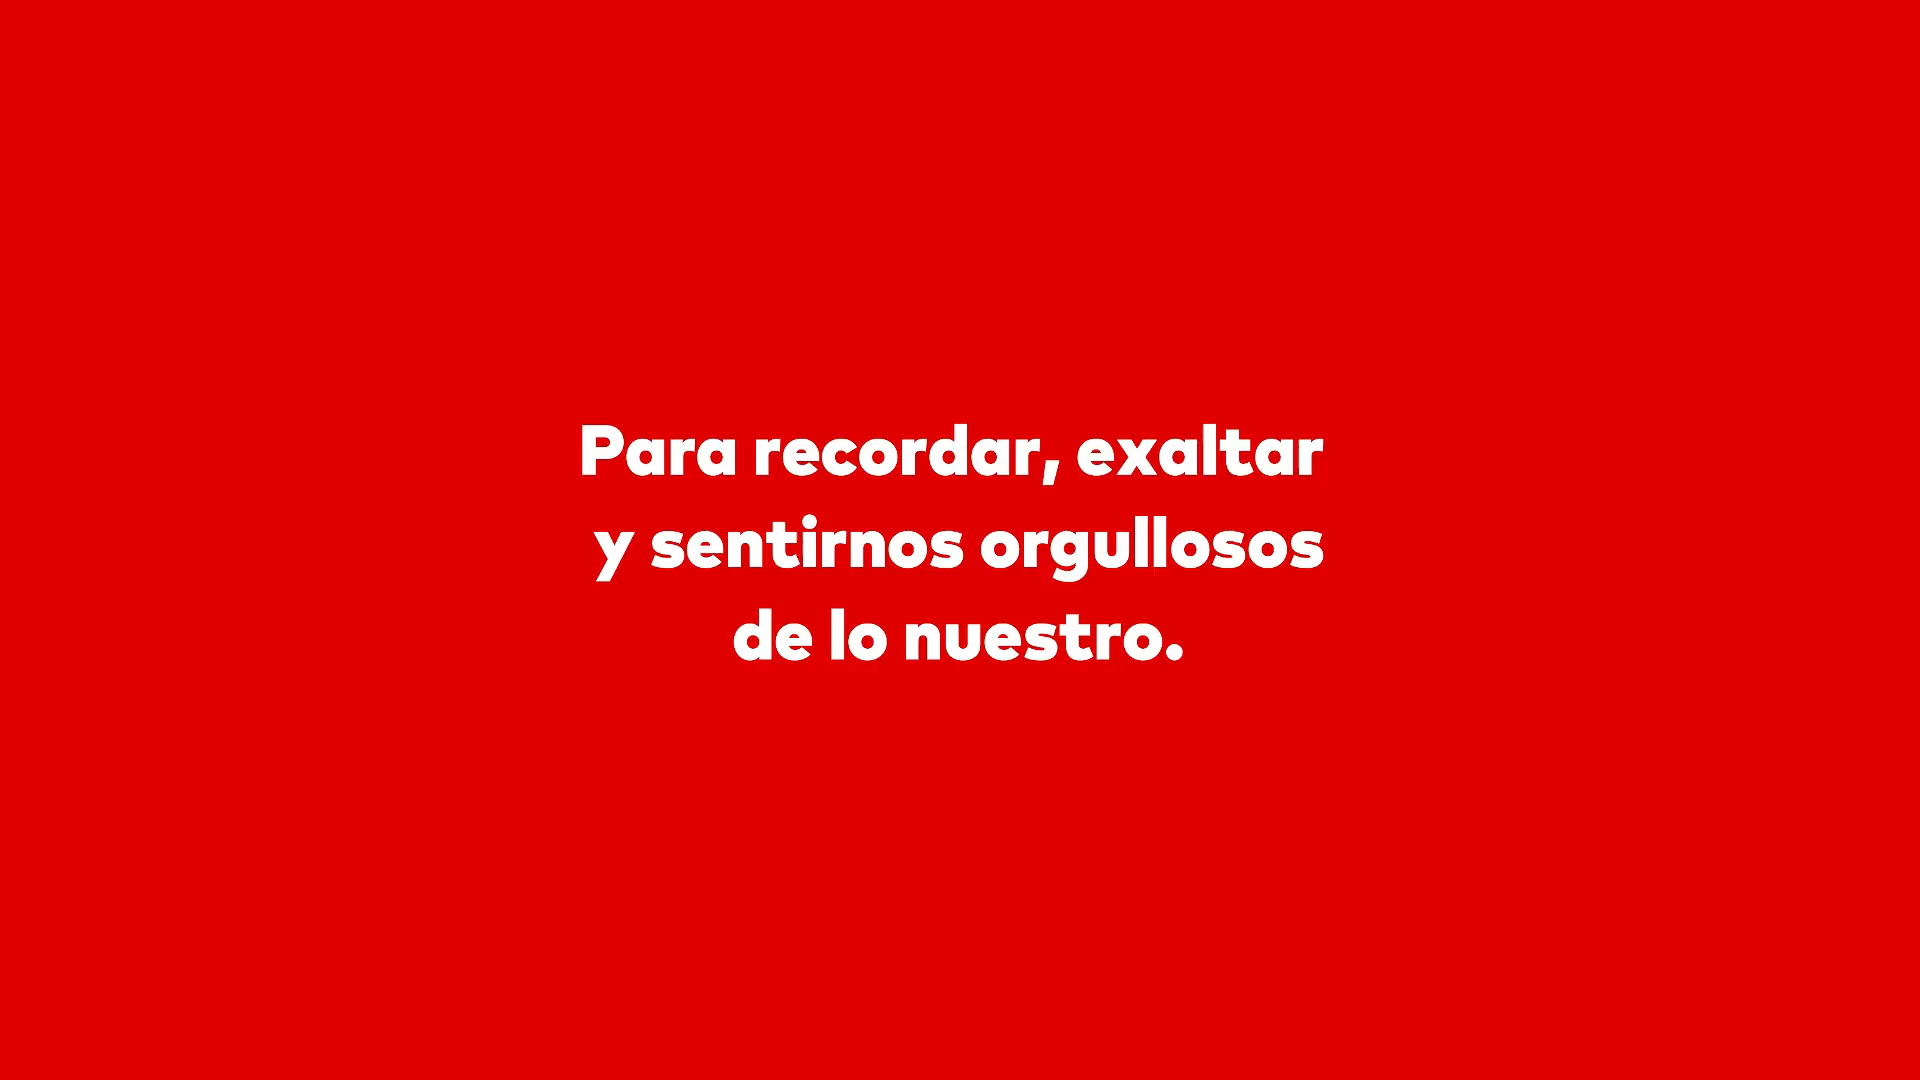 Para recordar, exaltar
y sentirnos orgullosos
de lo nuestro.